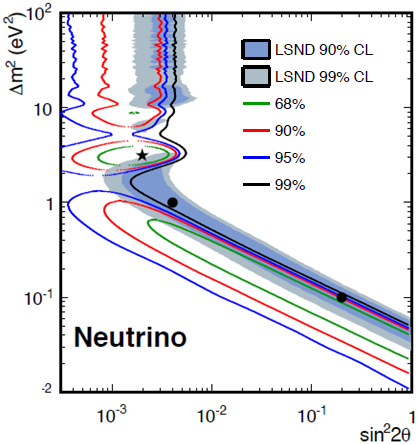 Δm² (eV²)
10²
10
1
10⁻¹
-2
LSND 90% CL
LSND 99% CL
68%
90%
95%
99%
Neutrino
10⁻³
10⁻²
10⁻¹
1
sin²2θ